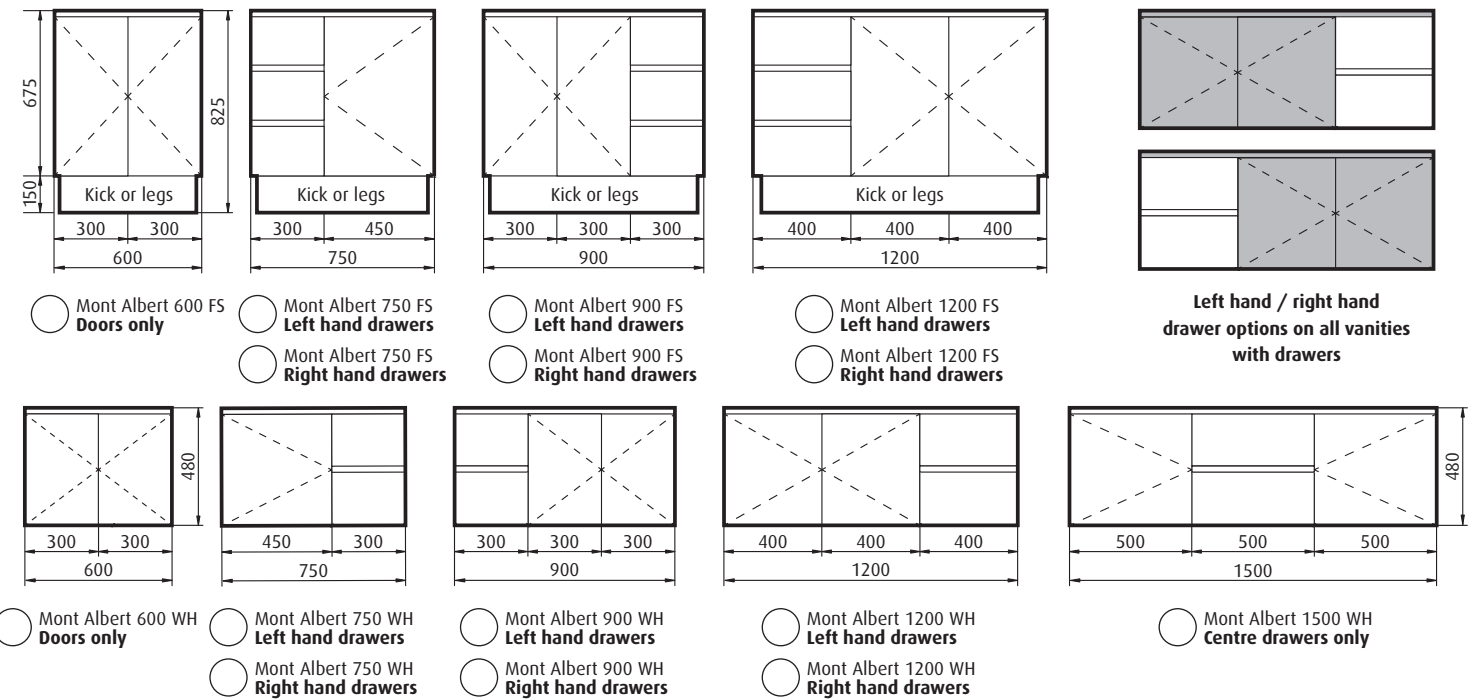 675
825
150
Kick or legs
Kick or legs
Kick or legs
Kick or legs
300 300
300 450
300 300 300
400 400 400
600
750
900
1200
Mont Albert 600 FS
Doors only
Mont Albert 750 FS
Left hand drawers
Mont Albert 750 FS
Right hand drawers
Mont Albert 900 FS
Left hand drawers
Mont Albert 900 FS
Right hand drawers
Mont Albert 1200 FS
Left hand drawers
Mont Albert 1200 FS
Right hand drawers
Left hand / right hand
drawer options on all vanities
with drawers
480
480
300 300
450 300
300 300 300
400 400 400
500 500 500
600
750
900
1200
1500
Mont Albert 600 WH
Doors only
Mont Albert 750 WH
Left hand drawers
Mont Albert 750 WH
Right hand drawers
Mont Albert 900 WH
Left hand drawers
Mont Albert 900 WH
Right hand drawers
Mont Albert 1200 WH
Left hand drawers
Mont Albert 1200 WH
Right hand drawers
Mont Albert 1500 WH
Centre drawers only